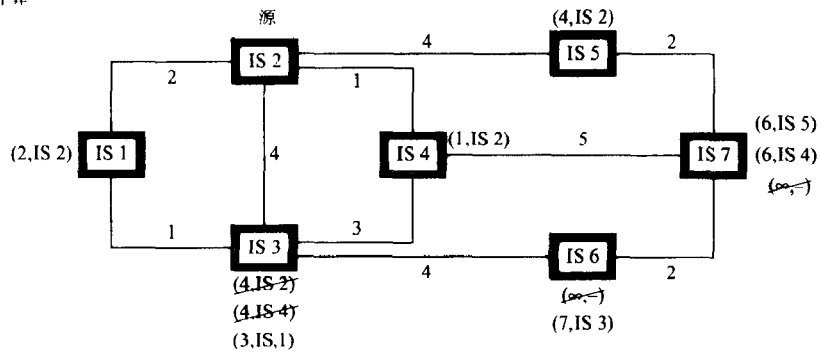 源
(4,IS 2)
IS 2
4
IS 5
2
2
1
(2,IS 2)
IS 1
4
IS 4
(1,IS 2)
5
IS 7
(6,IS 5)
(6,IS 4)
(∞,–)
1
IS 3
3
4
IS 6
2
(4,IS 2)
(4,IS 4)
(3,IS,1)
(∞,–)
(7,IS 3)